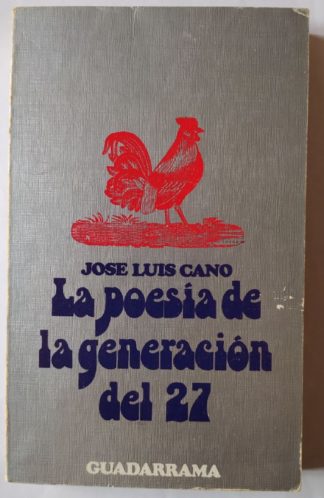 JOSE LUIS CANO
La poesía de
la generación
del 27
GUADARRAMA